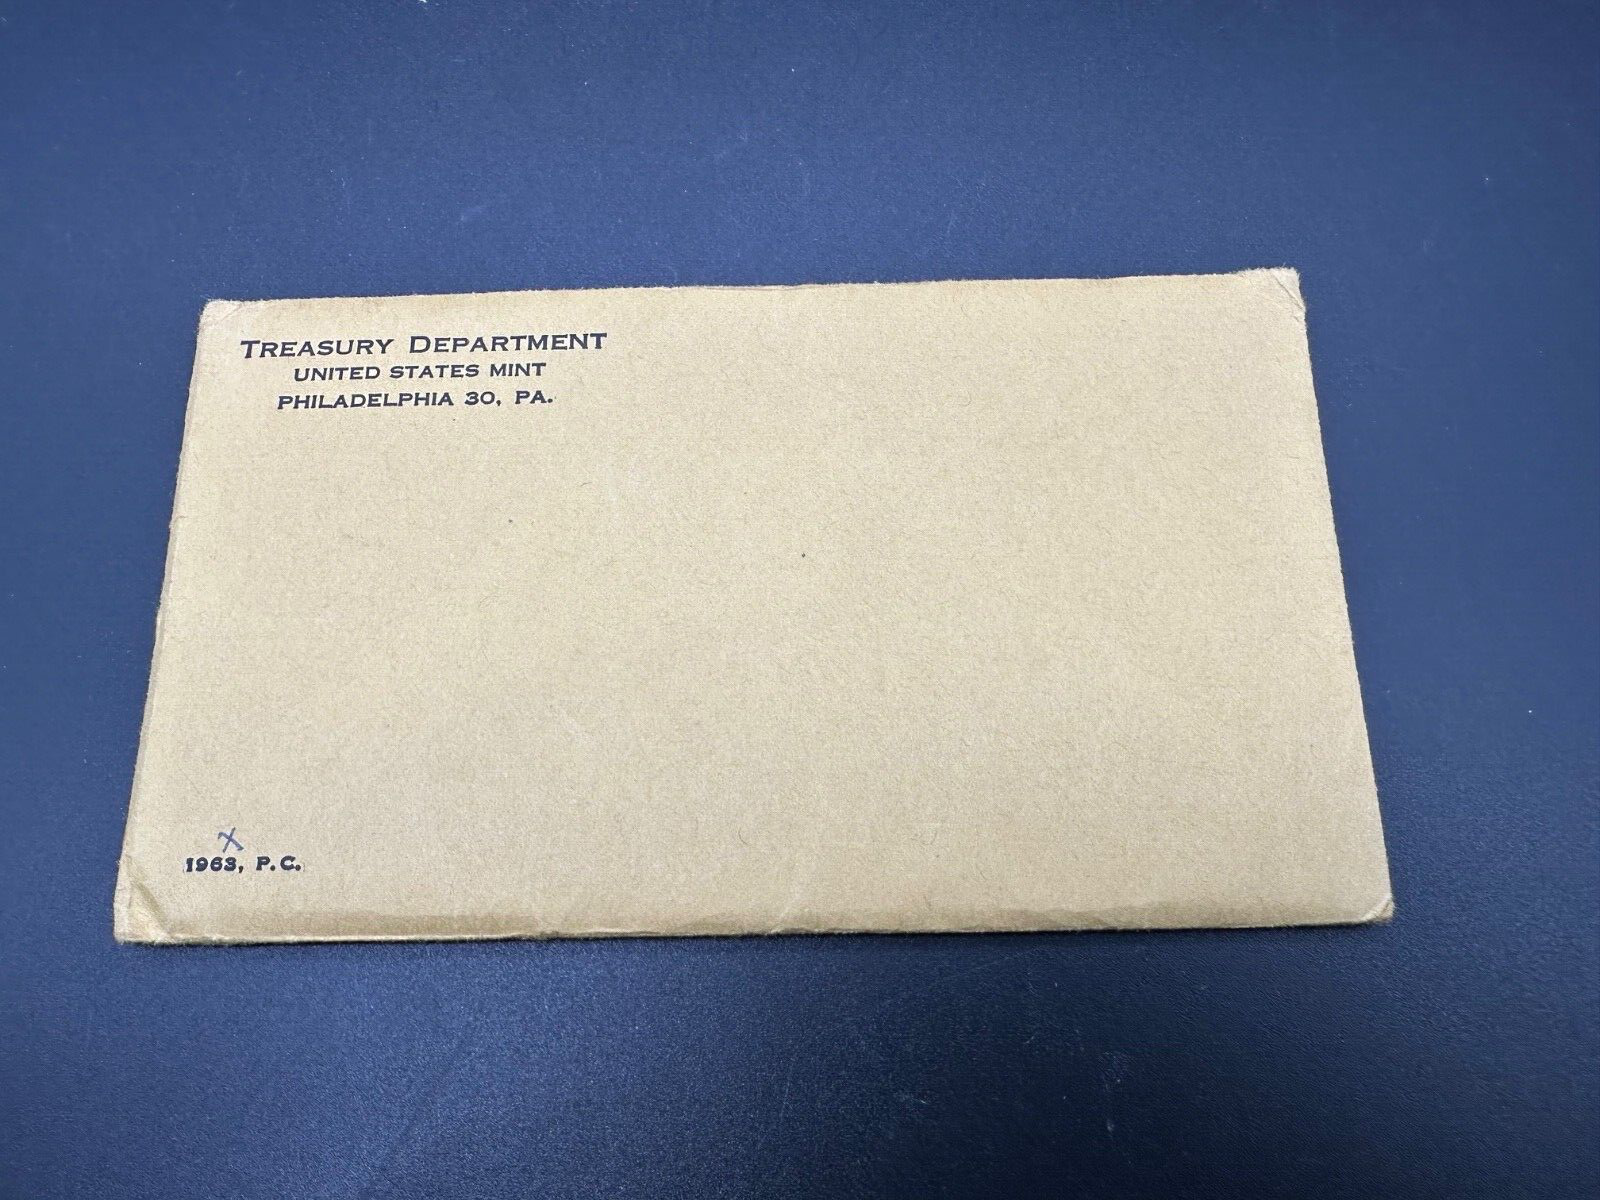 TREASURY DEPARTMENT
UNITED STATES MINT
PHILADELPHIA 30, PA.
X
1963, P.C.